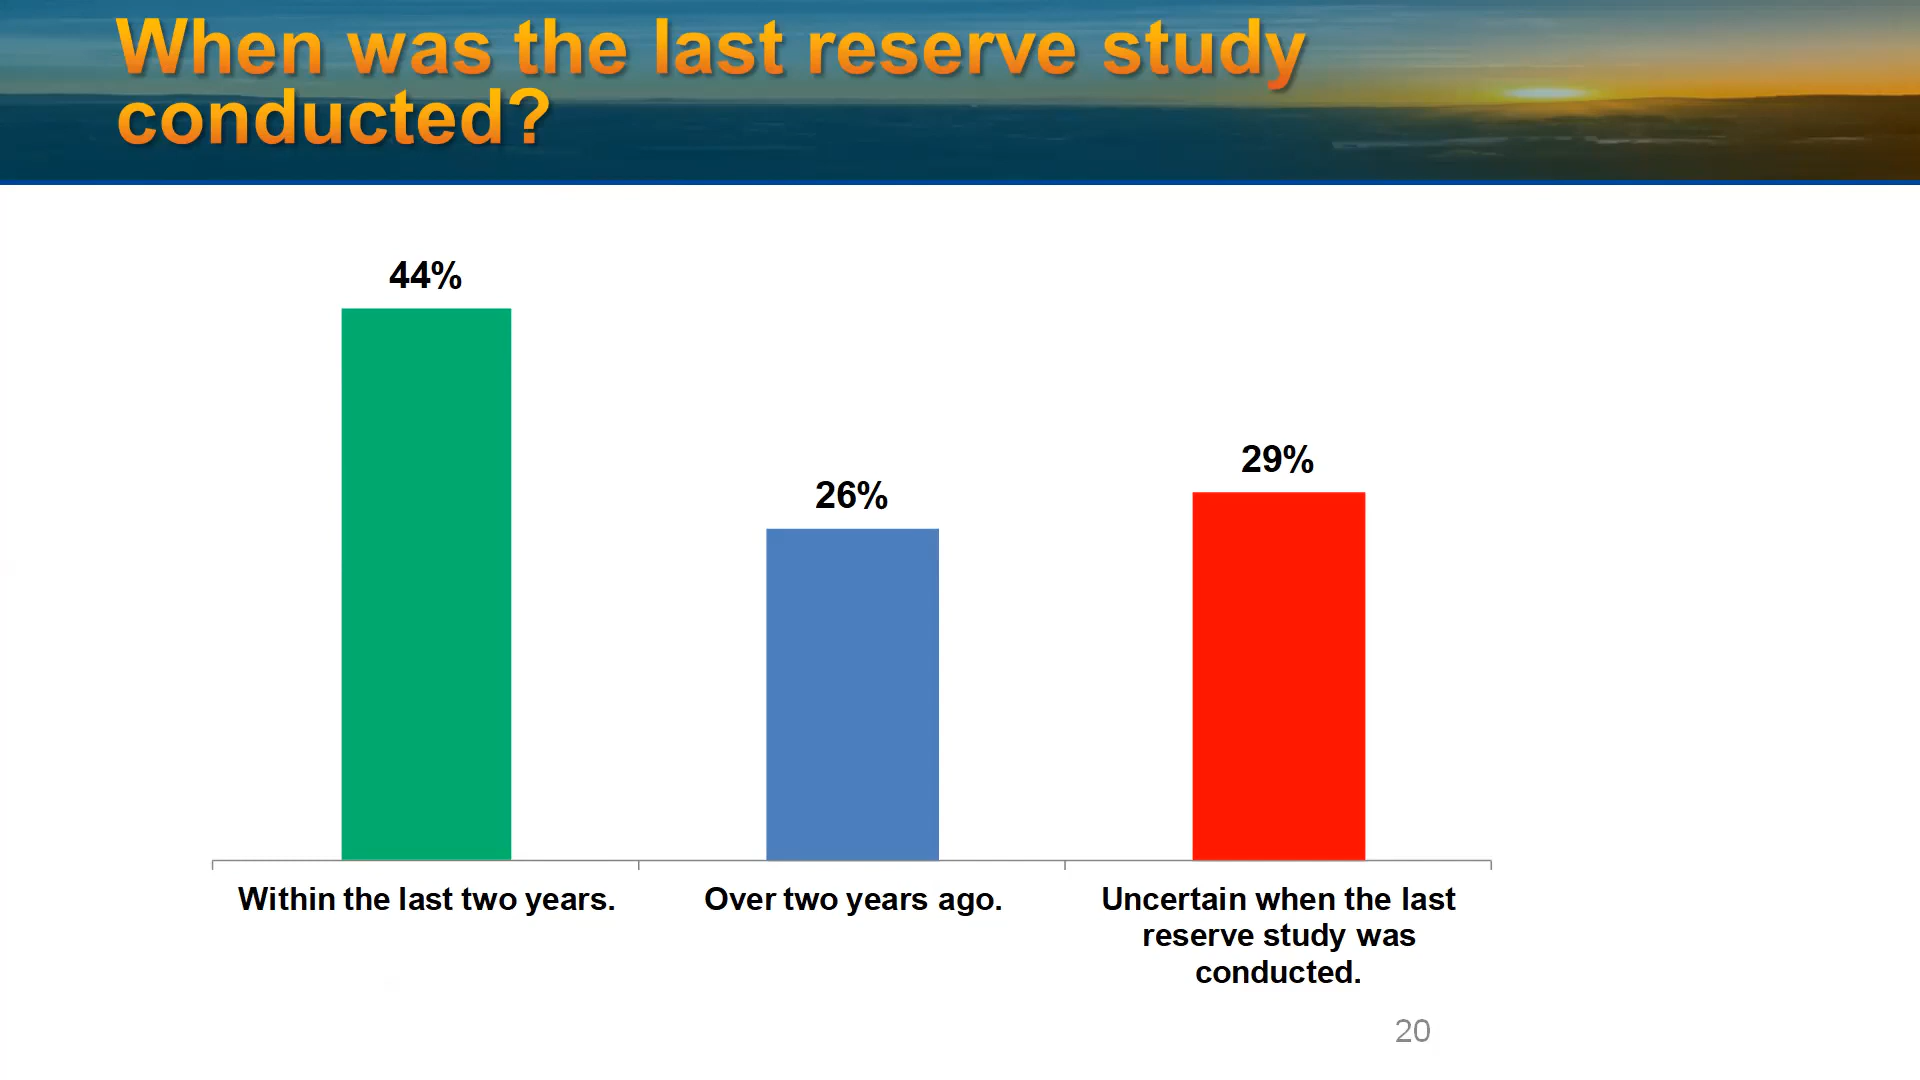 When was the last reserve study
conducted?
44%
26%
29%
Within the last two years.
Over two years ago.
Uncertain when the last
reserve study was
conducted.
20